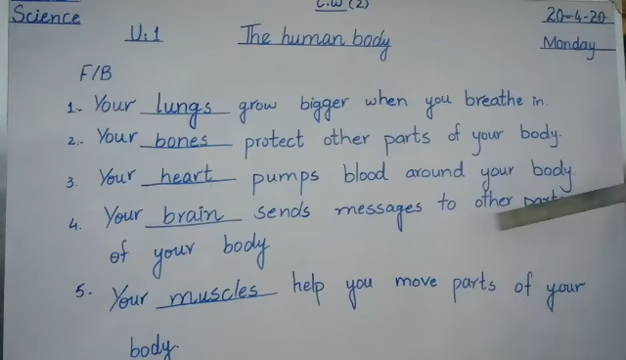 C.W (2)
Science
20-4-20
U:1 The human body
Monday
F/B
1. Your lungs grow bigger when you breathe in.
2. Your bones protect other parts of your body.
3. Your heart pumps blood around your body
4. Your brain sends messages to other parts
of your body
5. Your muscles help you move parts of your
body.